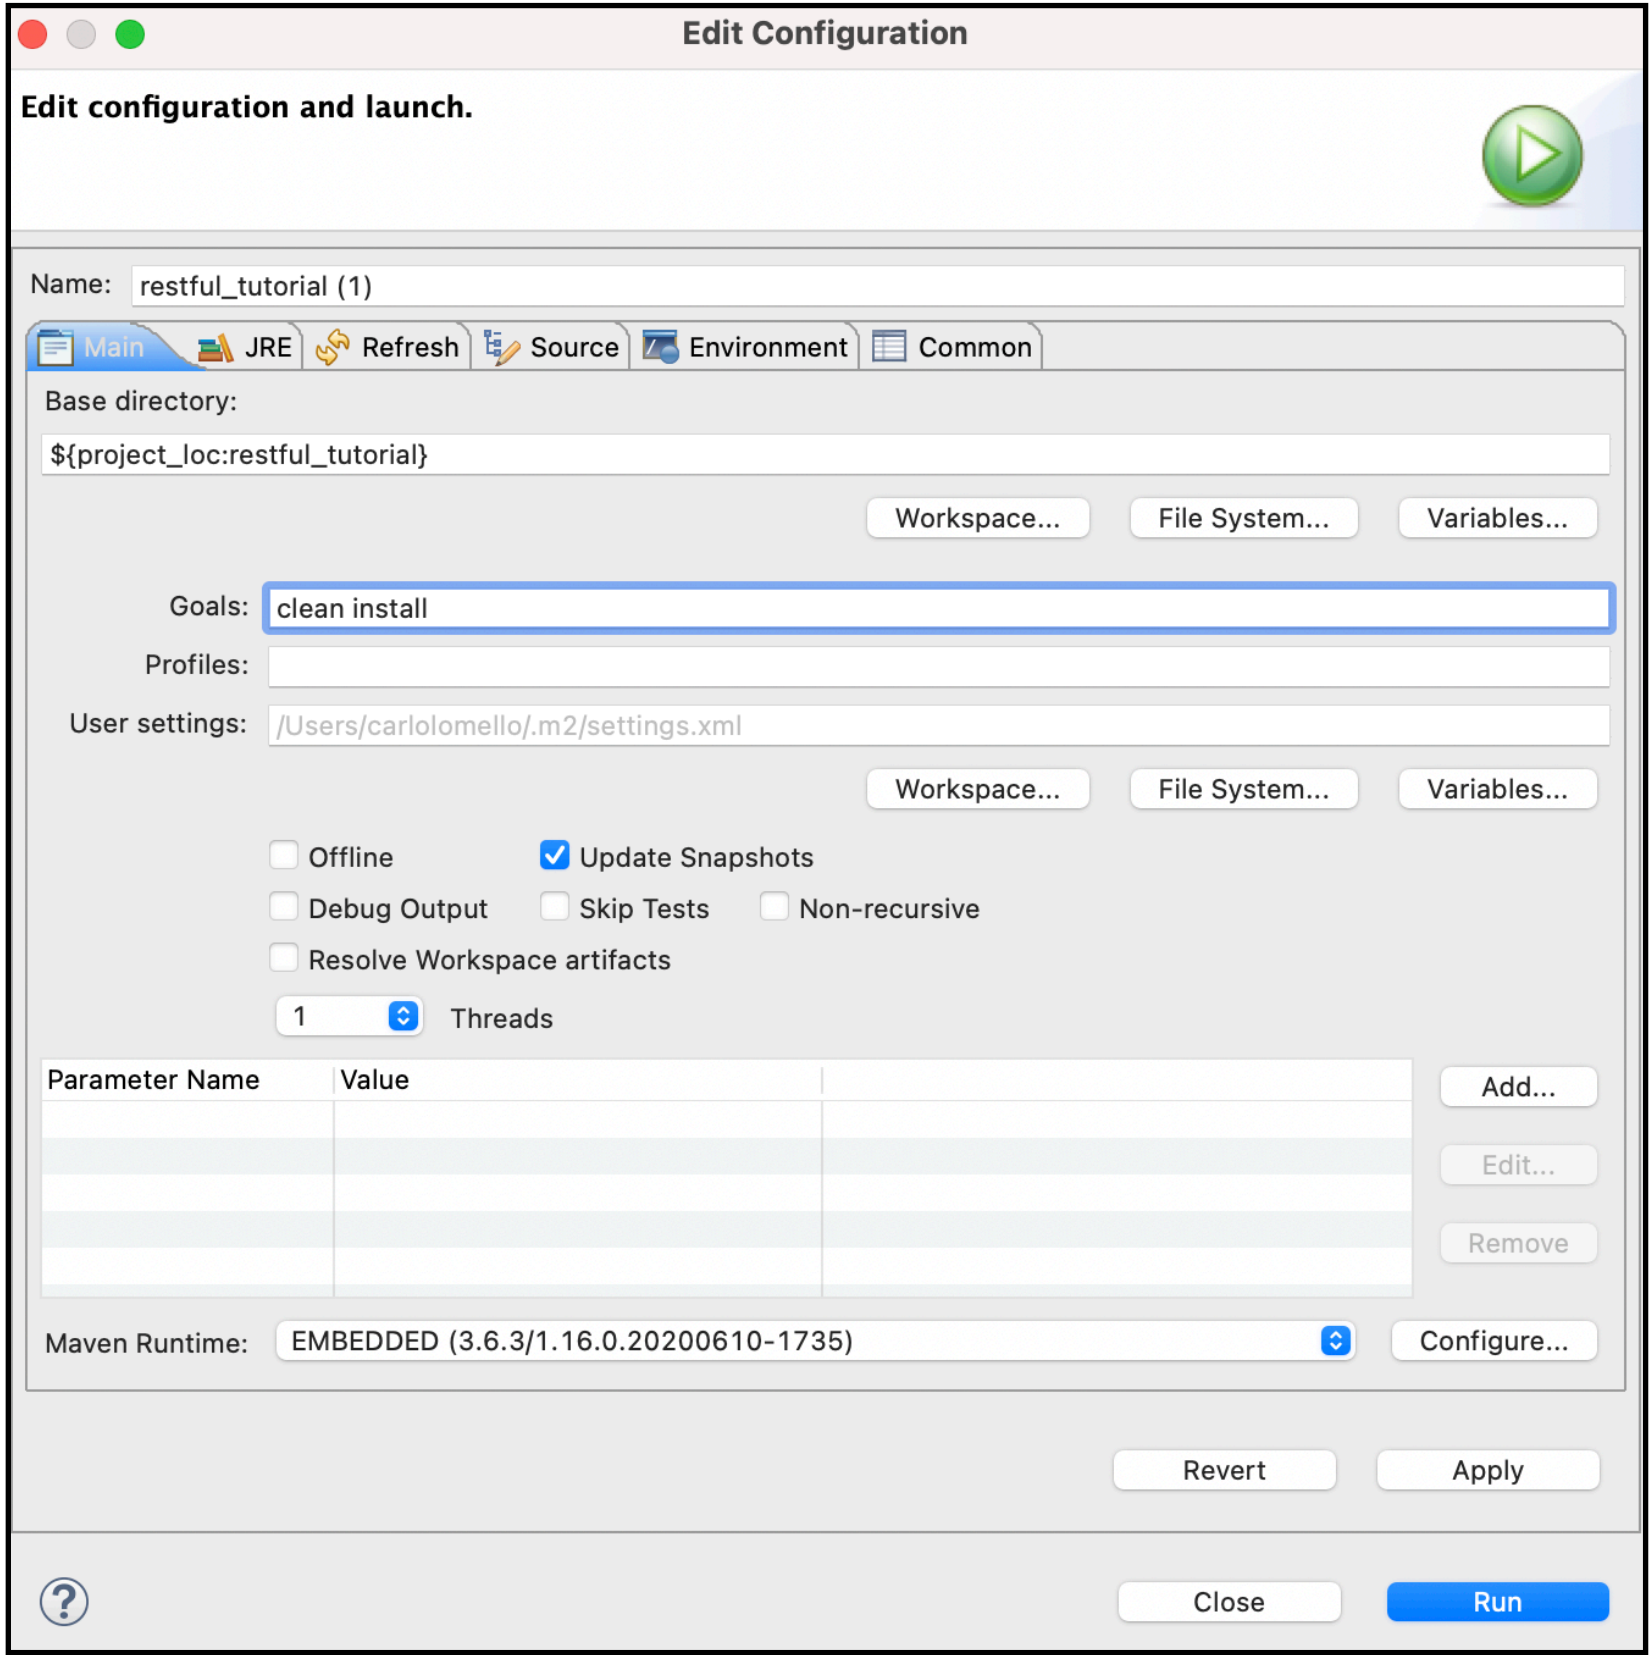 Edit Configuration
Edit configuration and launch.
Name: restful_tutorial (1)
Main JRE Refresh Source Environment Common
Base directory:
${project_loc:restful_tutorial}
Workspace... File System... Variables...
Goals: clean install
Profiles:
User settings: /Users/carlolomello/.m2/settings.xml
Workspace... File System... Variables...
Offline Update Snapshots
Debug Output Skip Tests Non-recursive
Resolve Workspace artifacts
1 Threads
Parameter Name Value
Add...
Edit...
Remove
Maven Runtime: EMBEDDED (3.6.3/1.16.0.20200610-1735) Configure...
Revert Apply
? Close Run